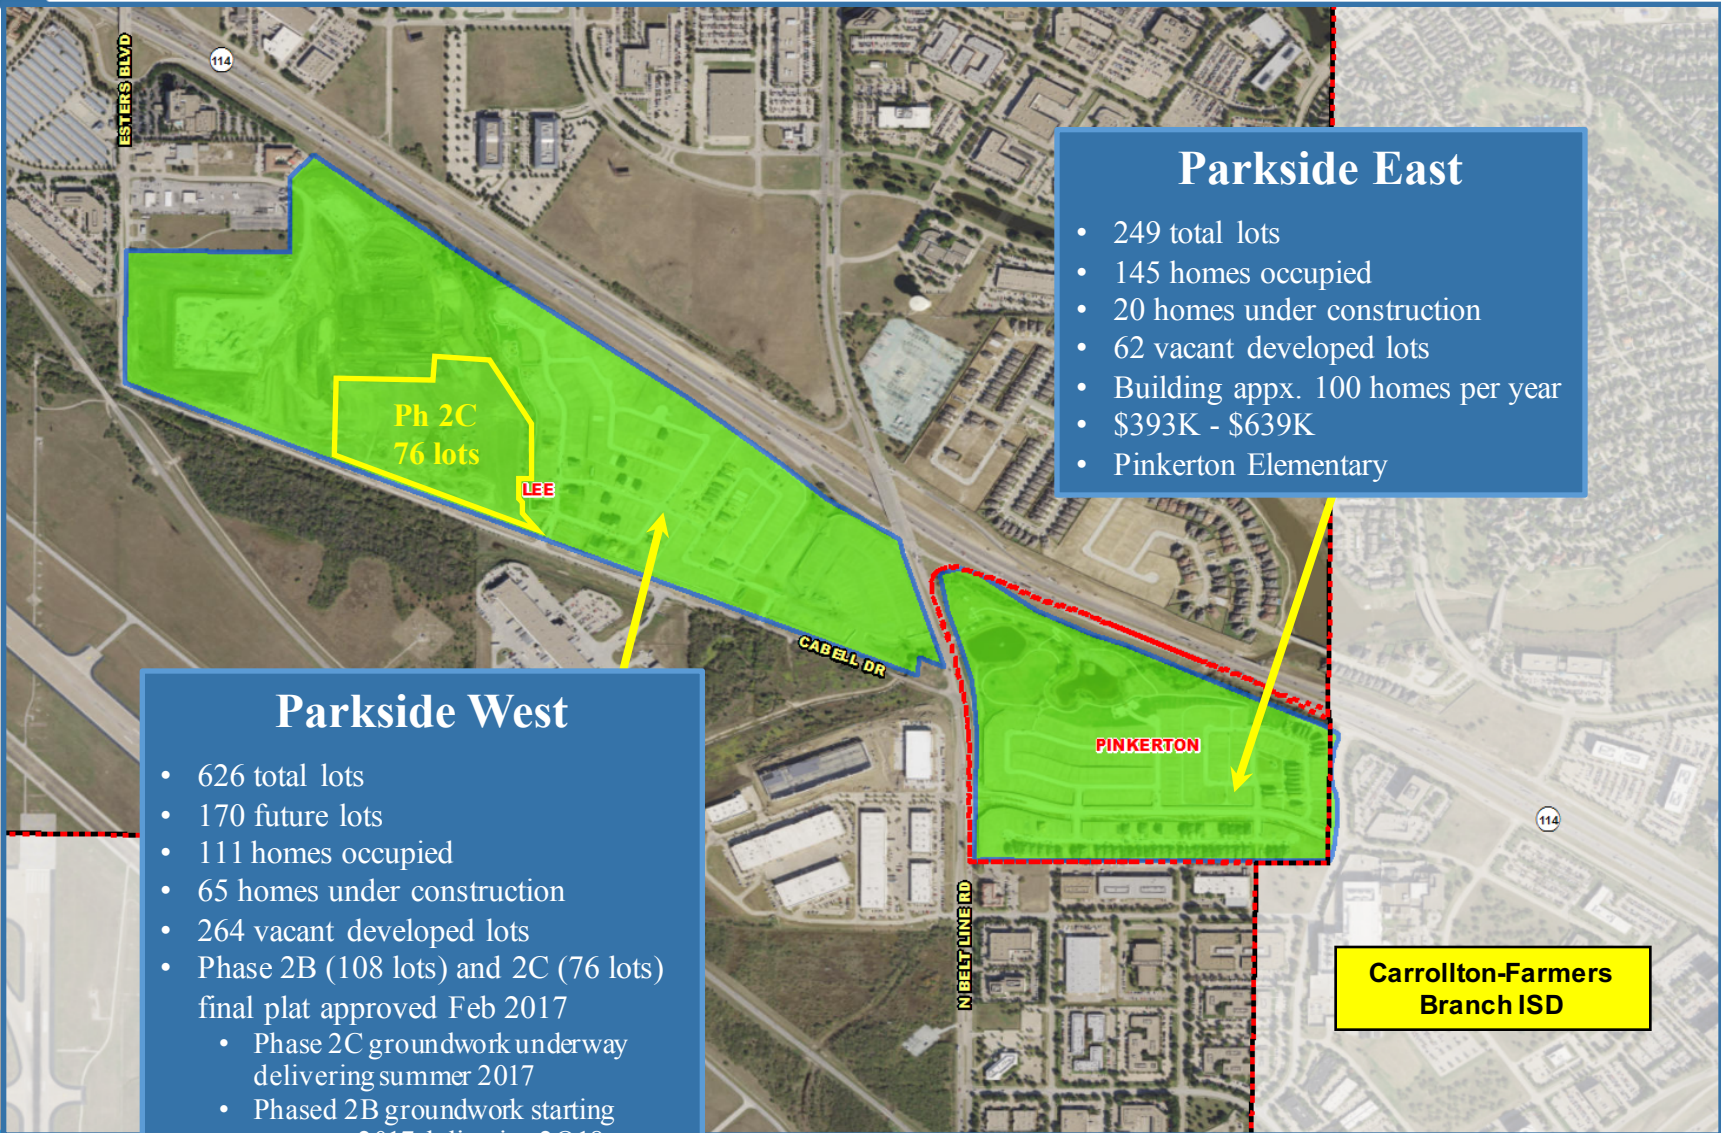 ESTERS BLVD
114
Parkside East
• 249 total lots
• 145 homes occupied
• 20 homes under construction
• 62 vacant developed lots
• Building appx. 100 homes per year
• $393K - $639K
• Pinkerton Elementary
Ph 2C
76 lots
LEE
CABELL DR
PINKERTON
Parkside West
• 626 total lots
• 170 future lots
• 111 homes occupied
• 65 homes under construction
• 264 vacant developed lots
• Phase 2B (108 lots) and 2C (76 lots)
final plat approved Feb 2017
• Phase 2C groundwork underway
delivering summer 2017
• Phased 2B groundwork starting
114
N BELT LINE RD
Carrollton-Farmers
Branch ISD